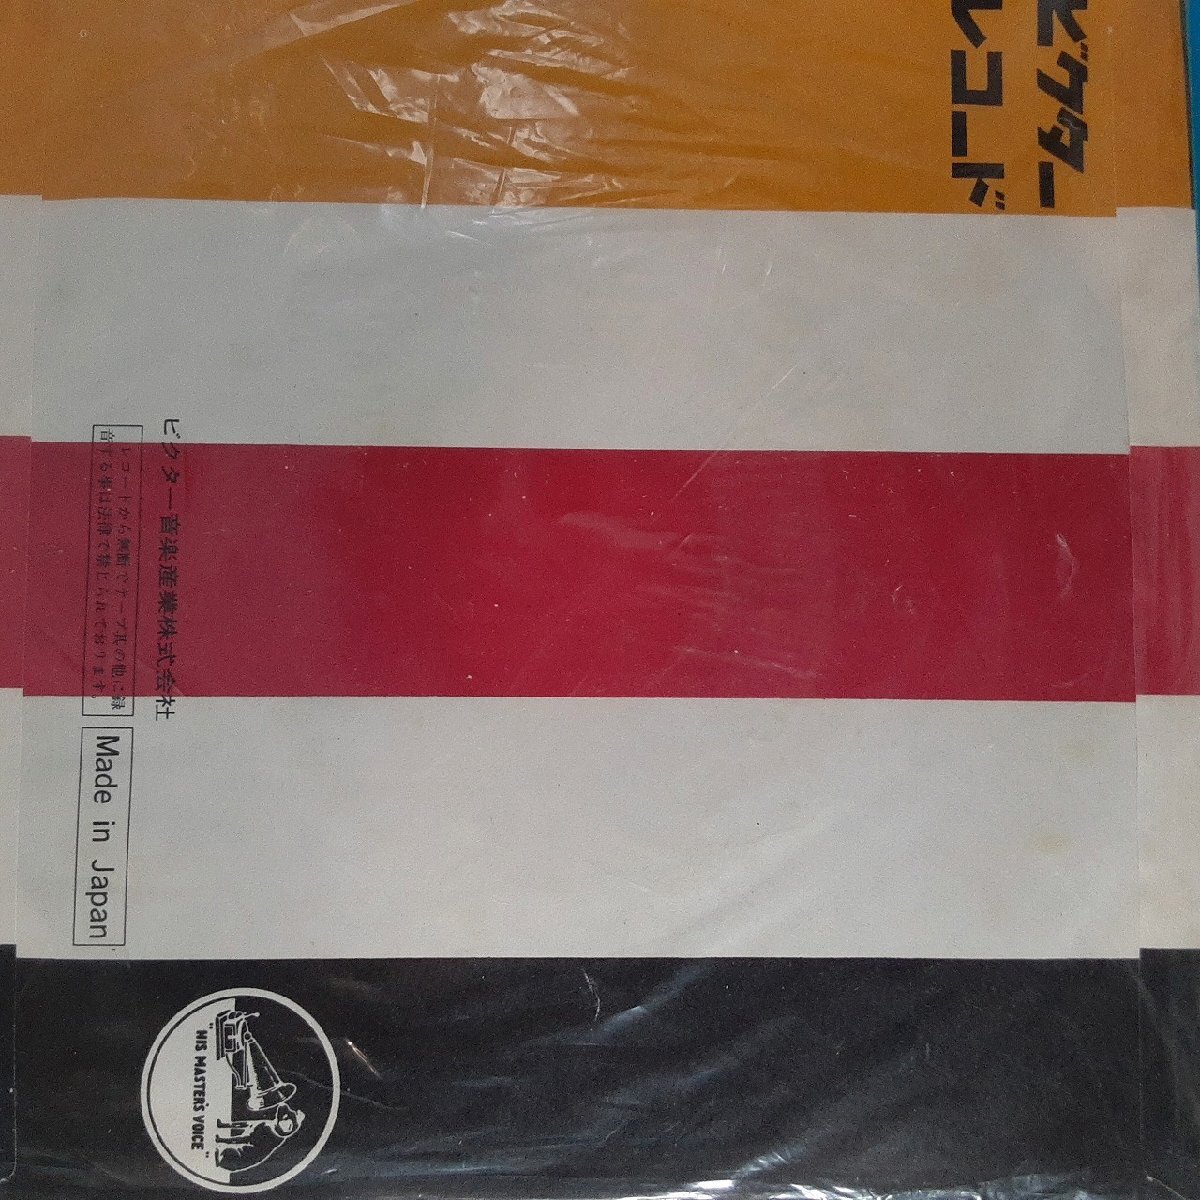 ビクター
レコード
ビクター音楽産業株式会社
レコードから無断でテープ其の他に録
音する事は法律で禁じられております。
Made in Japan
"HIS MASTER'S VOICE"